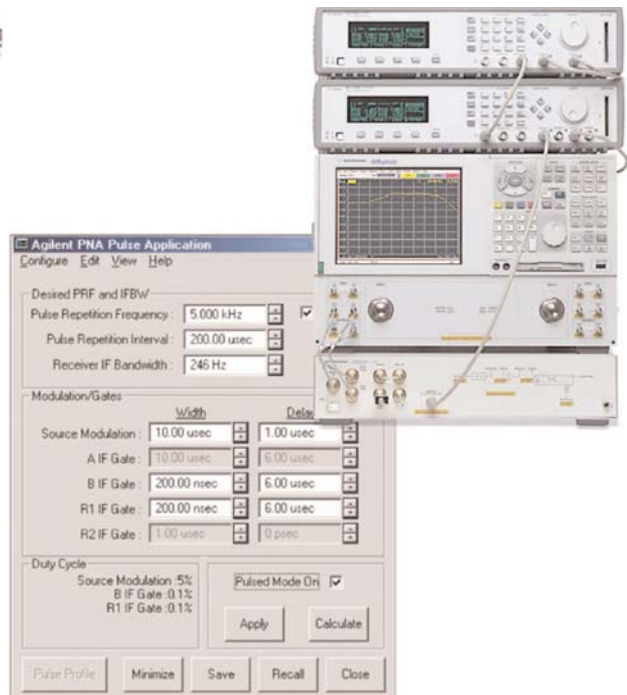 Agilent PNA Pulse Application
Configure Edit View Help
Desired PRF and IFBW
Pulse Repetition Frequency : 5.000 kHz
Pulse Repetition Interval : 200.00 usec
Receiver IF Bandwidth : 246 Hz
Modulation/Gates
Width Delay
Source Modulation : 10.00 usec 1.00 usec
A IF Gate : 10.00 usec 6.00 usec
B IF Gate : 200.00 nsec 6.00 usec
R1 IF Gate : 200.00 nsec 6.00 usec
R2 IF Gate : 1.00 usec 0 psec
Duty Cycle
Source Modulation :5%
B IF Gate :0.1%
R1 IF Gate :0.1%
Pulsed Mode On
Apply Calculate
Pulse Profile Minimize Save Recall Close